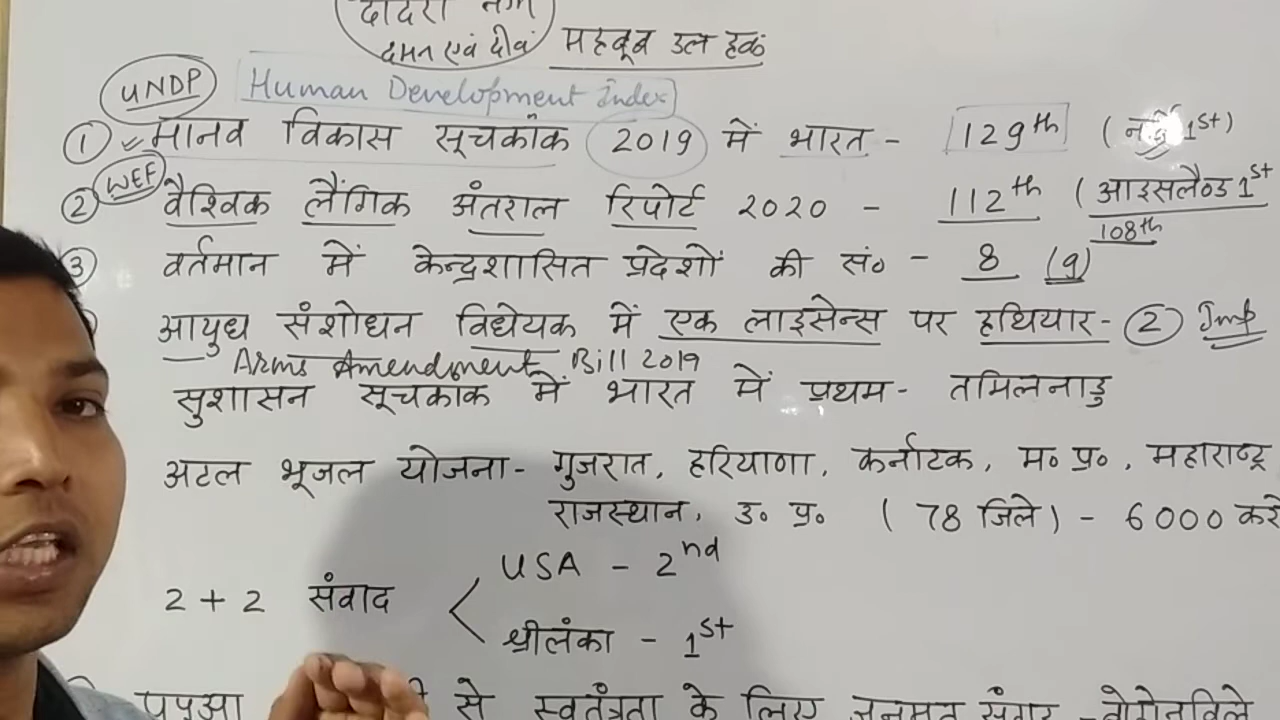 दादरा नगर
दमन एवं दीव महबूब उल हक
UNDP Human Development Index
① मानव विकास सूचकांक 2019 में भारत - 129th (नॉर्वे 1st)
WEF
② वैश्विक लैंगिक अंतराल रिपोर्ट 2020 - 112th (आइसलैण्ड 1st
108th
③ वर्तमान में केन्द्रशासित प्रदेशों की सं० - 8 (9)
आयुध संशोधन विधेयक में एक लाइसेन्स पर हथियार - ② Imp
Arms Amendment Bill 2019
सुशासन सूचकांक में भारत में प्रथम - तमिलनाडु
अटल भूजल योजना - गुजरात, हरियाणा, कर्नाटक, म० प्र०, महाराष्ट्र
राजस्थान, उ० प्र० (78 जिले) - 6000 करो
USA - 2nd
2 + 2 संवाद
श्रीलंका - 1st
पपुआ से स्वतंत्रता के लिए जनमत संग्रह - बोगेनविले